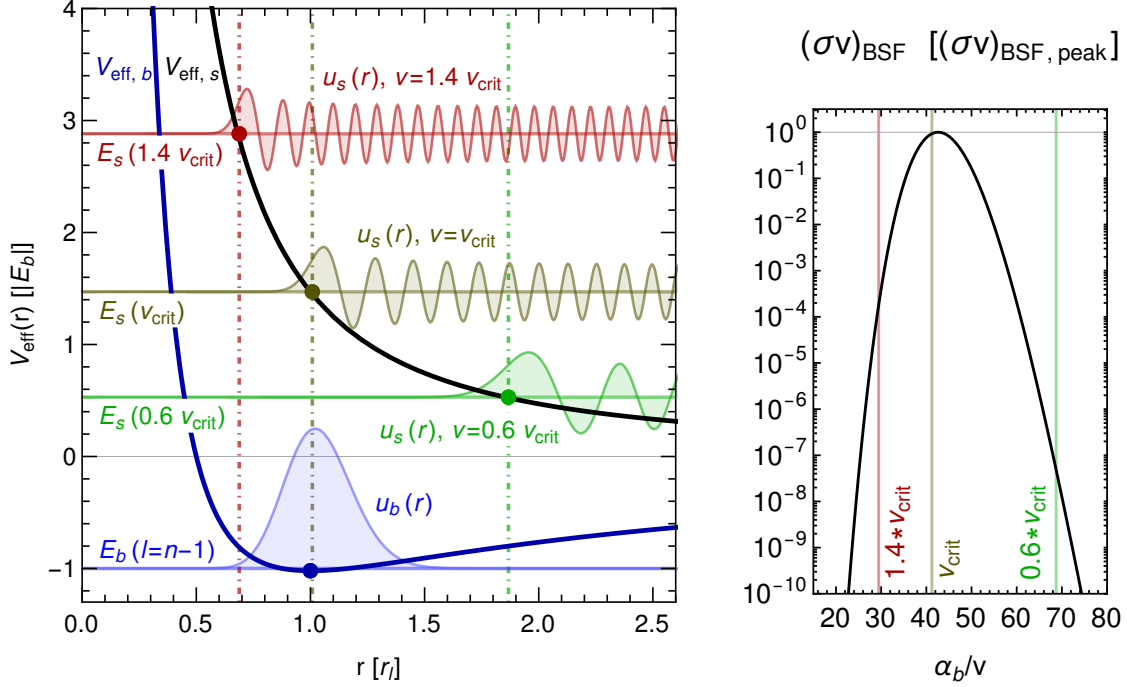 V_eff, b
V_eff, s
u_s(r), v=1.4 v_crit
E_s(1.4 v_crit)
u_s(r), v=v_crit
E_s(v_crit)
E_s(0.6 v_crit)
u_s(r), v=0.6 v_crit
u_b(r)
E_b(l=n−1)
V_eff(r) [|E_b|]
4
3
2
1
0
−1
0.0 0.5 1.0 1.5 2.0 2.5
r [r_l]
(σv)_BSF [(σv)_BSF, peak]
10^0
10^-1
10^-2
10^-3
10^-4
10^-5
10^-6
10^-7
10^-8
10^-9
10^-10
1.4*v_crit
v_crit
0.6*v_crit
20 30 40 50 60 70 80
α_b/v